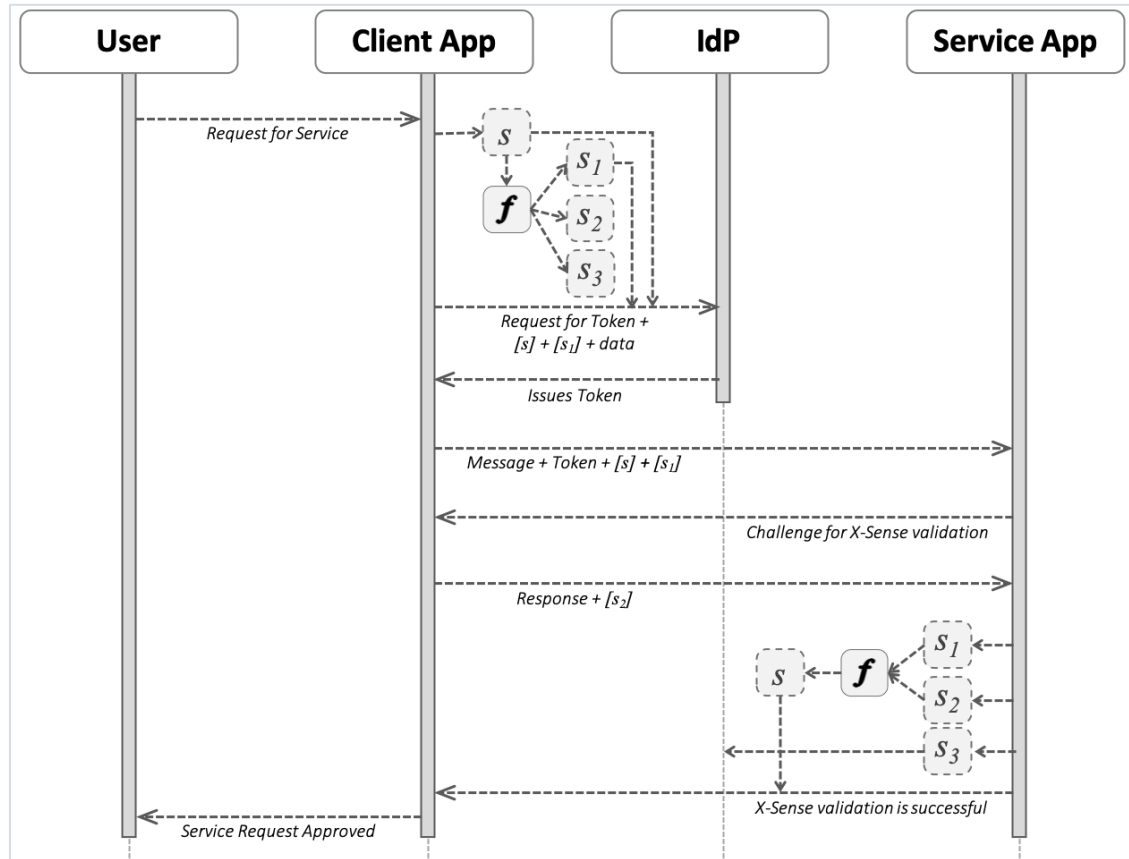 User
Client App
IdP
Service App
Request for Service
s
s1
f
s2
s3
Request for Token +
[s] + [s1] + data
Issues Token
Message + Token + [s] + [s1]
Challenge for X-Sense validation
Response + [s2]
s1
s
f
s2
s3
X-Sense validation is successful
Service Request Approved